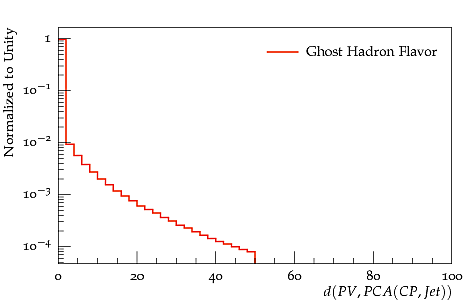 Normalized to Unity
Ghost Hadron Flavor
1
10⁻¹
10⁻²
10⁻³
10⁻⁴
0 20 40 60 80 100
d(PV, PCA(CP, Jet))